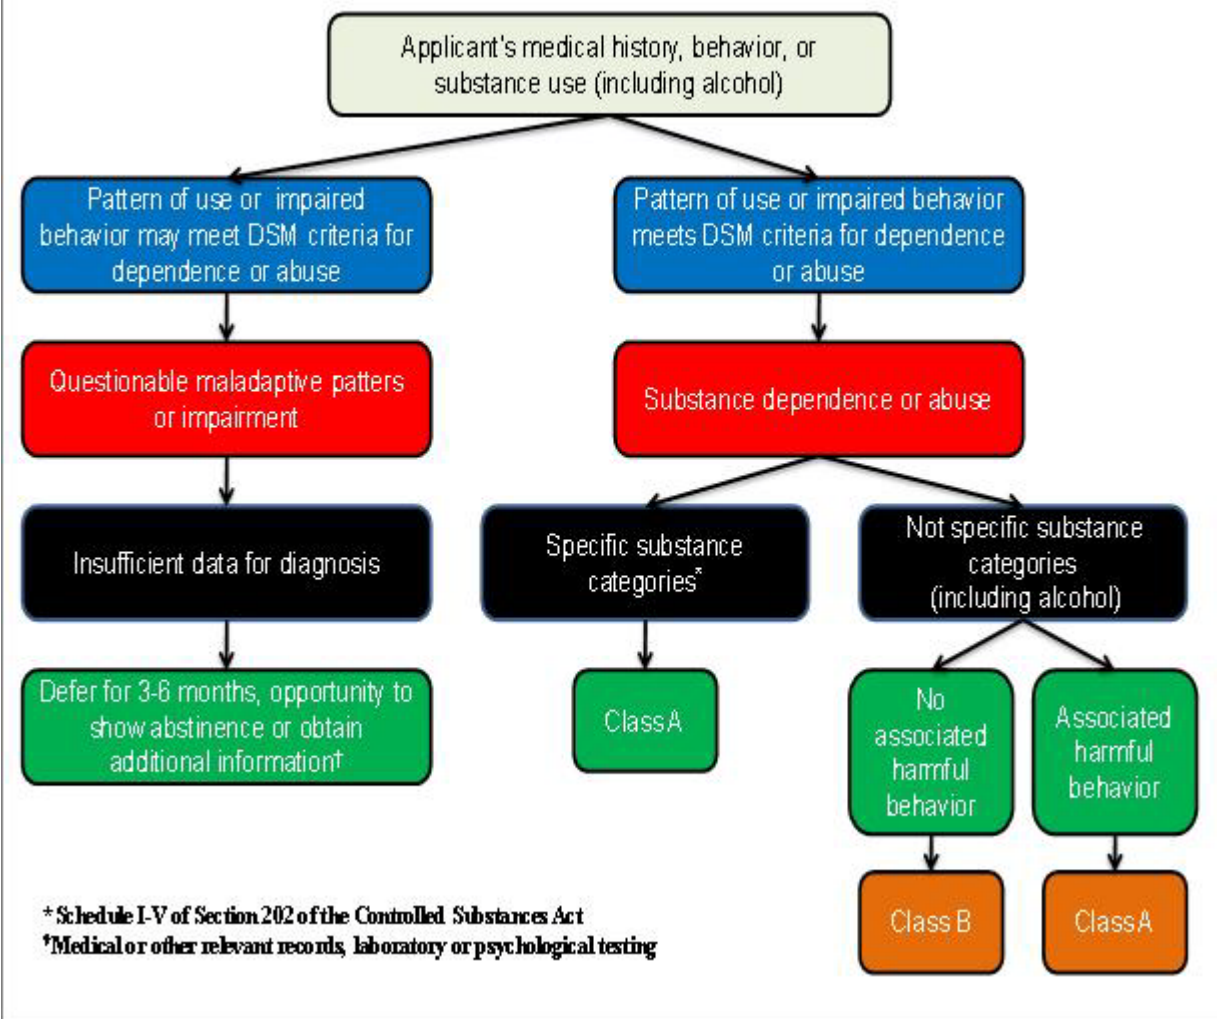 Applicant's medical history, behavior, or
substance use (including alcohol)
Pattern of use or impaired
behavior may meet DSM criteria for
dependence or abuse
Pattern of use or impaired behavior
meets DSM criteria for dependence
or abuse
Questionable maladaptive patters
or impairment
Substance dependence or abuse
Insufficient data for diagnosis
Specific substance
categories*
Not specific substance
categories
(including alcohol)
Defer for 3-6 months, opportunity to
show abstinence or obtain
additional information†
Class A
No
associated
harmful
behavior
Associated
harmful
behavior
Class B
Class A
* Schedule I-V of Section 202 of the Controlled Substances Act
†Medical or other relevant records, laboratory or psychological testing